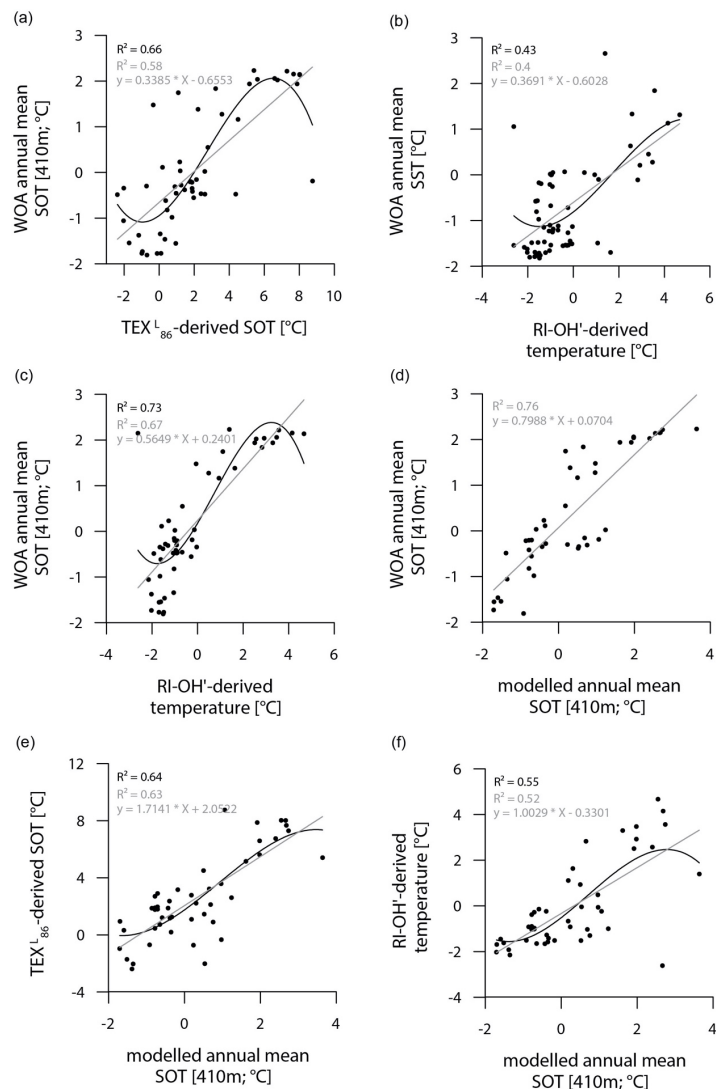 (a)
R² = 0.66
R² = 0.58
y = 0.3385 * X - 0.6553
3
2
1
0
-1
-2
-2 0 2 4 6 8 10
WOA annual mean
SOT [410m; °C]
TEX L 86-derived SOT [°C]
(b)
R² = 0.43
R² = 0.4
y = 0.3691 * X - 0.6028
3
2
1
0
-1
-2
-4 -2 0 2 4 6
WOA annual mean
SST [°C]
RI-OH'-derived
temperature [°C]
(c)
R² = 0.73
R² = 0.67
y = 0.5649 * X + 0.2401
3
2
1
0
-1
-2
-4 -2 0 2 4 6
WOA annual mean
SOT [410m; °C]
RI-OH'-derived
temperature [°C]
(d)
R² = 0.76
y = 0.7988 * X + 0.0704
3
2
1
0
-1
-2
-2 0 2 4
WOA annual mean
SOT [410m; °C]
modelled annual mean
SOT [410m; °C]
(e)
R² = 0.64
R² = 0.63
y = 1.7141 * X + 2.0522
12
8
4
0
-4
-2 0 2 4
TEX L 86-derived SOT [°C]
modelled annual mean
SOT [410m; °C]
(f)
R² = 0.55
R² = 0.52
y = 1.0029 * X - 0.3301
6
4
2
0
-2
-4
-2 0 2 4
RI-OH'-derived
temperature [°C]
modelled annual mean
SOT [410m; °C]